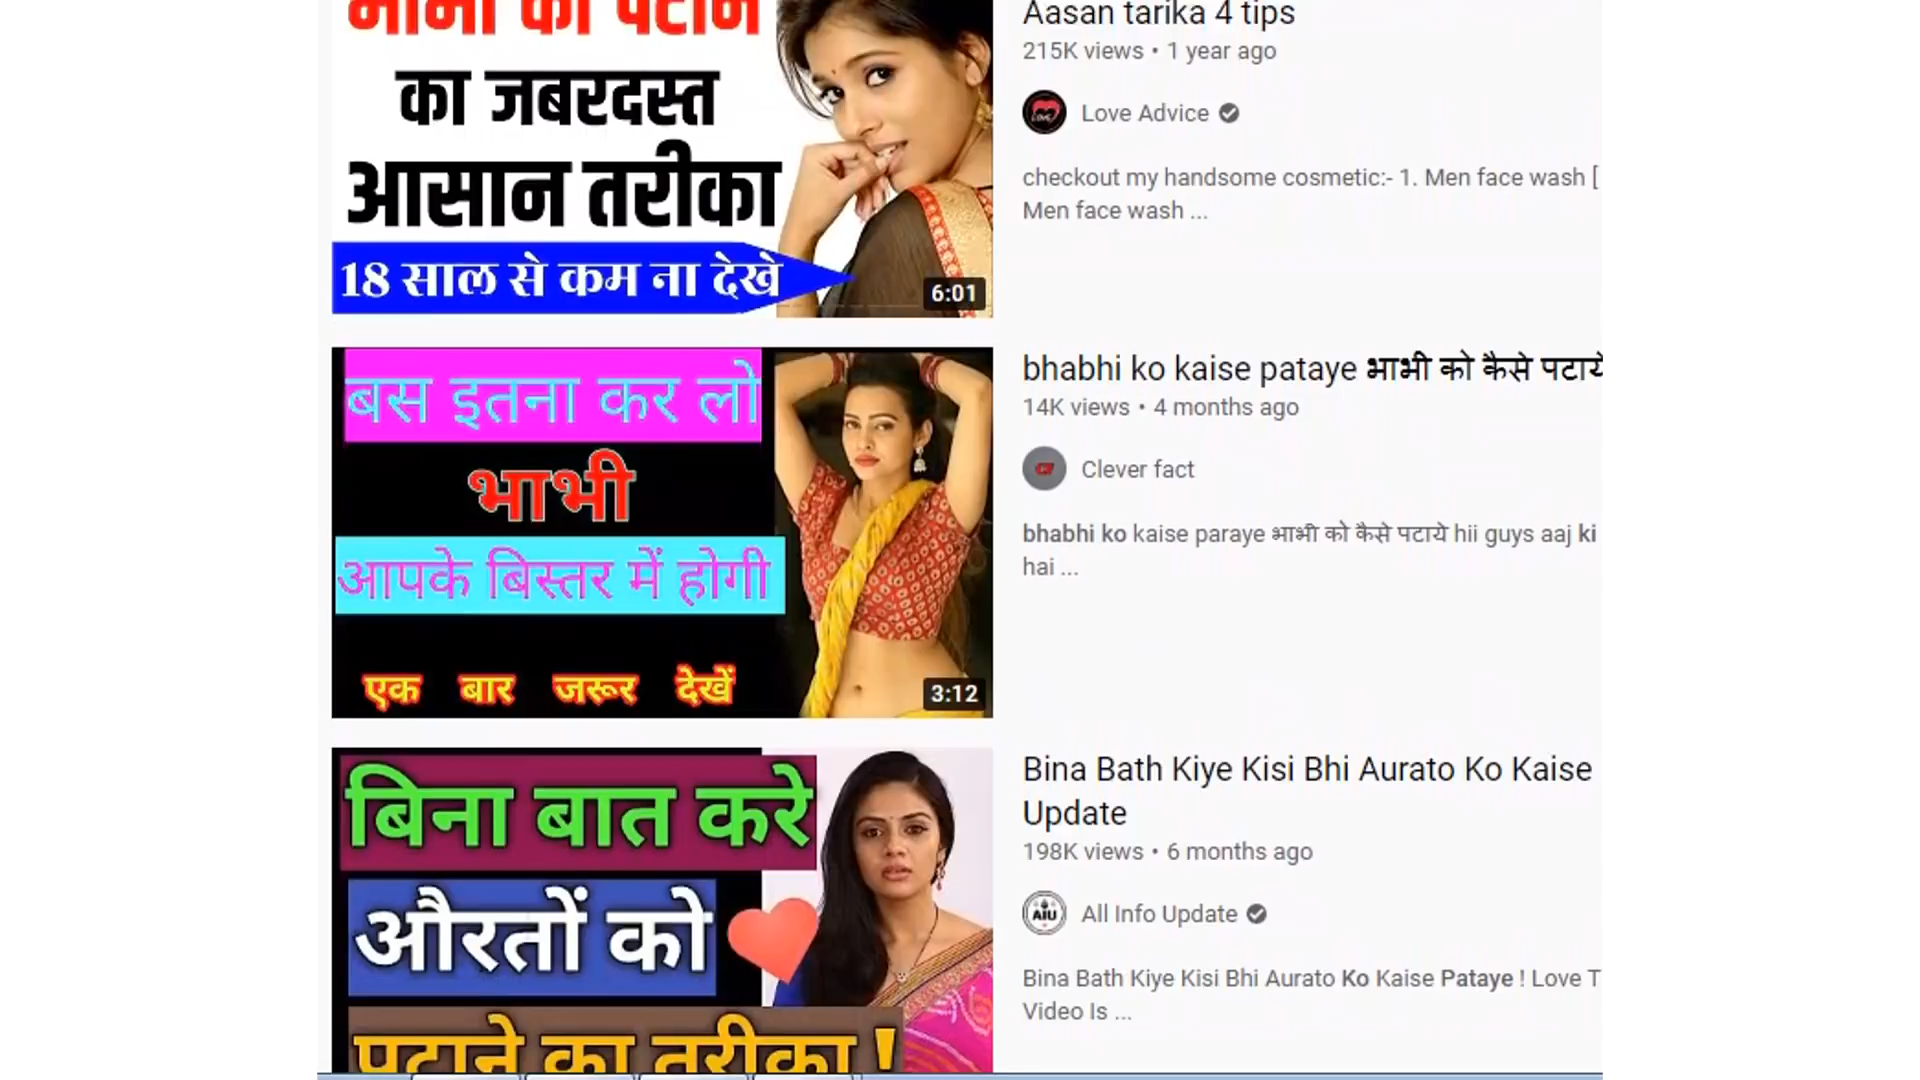 भाभी को पटाने
का जबरदस्त
आसान तरीका
18 साल से कम ना देखे
6:01
Aasan tarika 4 tips
215K views • 1 year ago
Love Advice
checkout my handsome cosmetic:- 1. Men face wash [
Men face wash ...
बस इतना कर लो
भाभी
आपके बिस्तर में होगी
एक बार जरूर देखें
3:12
bhabhi ko kaise pataye भाभी को कैसे पटाये
14K views • 4 months ago
Clever fact
bhabhi ko kaise paraye भाभी को कैसे पटाये hii guys aaj ki
hai ...
बिना बात करे
औरतों को
पटाने का तरीका !
Bina Bath Kiye Kisi Bhi Aurato Ko Kaise
Update
198K views • 6 months ago
AIU
All Info Update
Bina Bath Kiye Kisi Bhi Aurato Ko Kaise Pataye ! Love T
Video Is ...